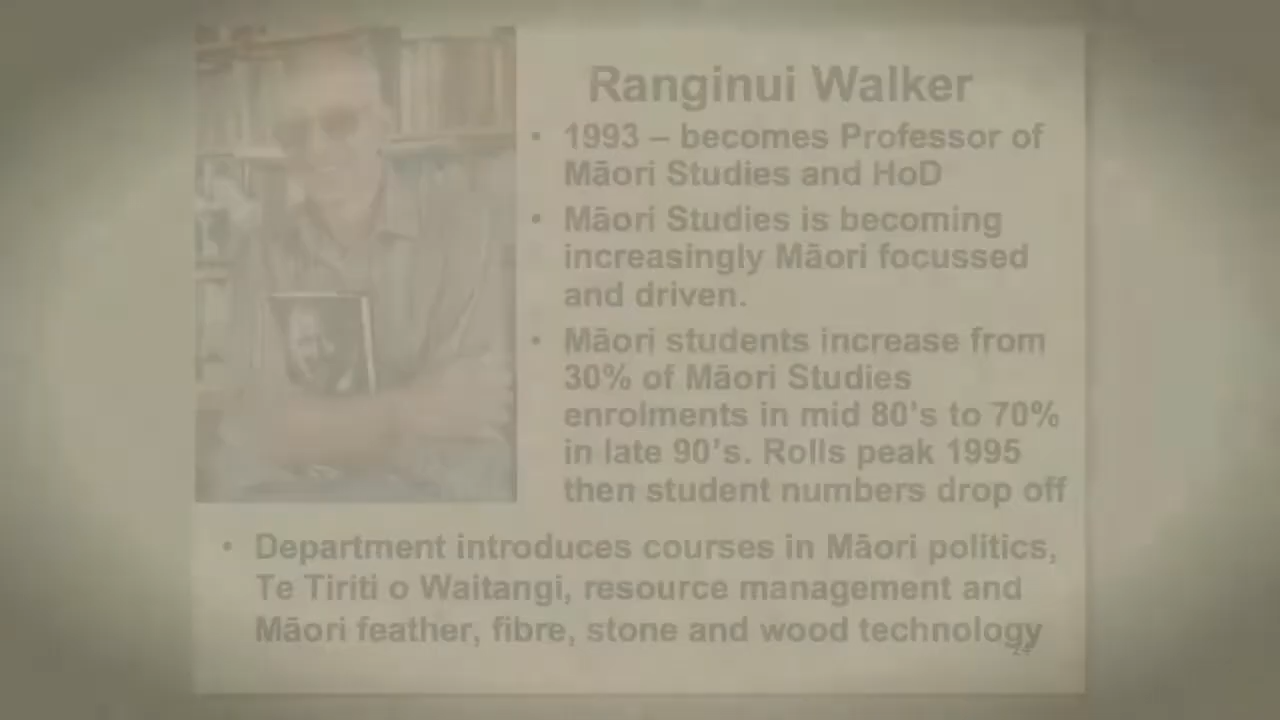 Ranginui Walker
• 1993 – becomes Professor of
Māori Studies and HoD
• Māori Studies is becoming
increasingly Māori focussed
and driven.
• Māori students increase from
30% of Māori Studies
enrolments in mid 80's to 70%
in late 90's. Rolls peak 1995
then student numbers drop off
• Department introduces courses in Māori politics,
Te Tiriti o Waitangi, resource management and
Māori feather, fibre, stone and wood technology